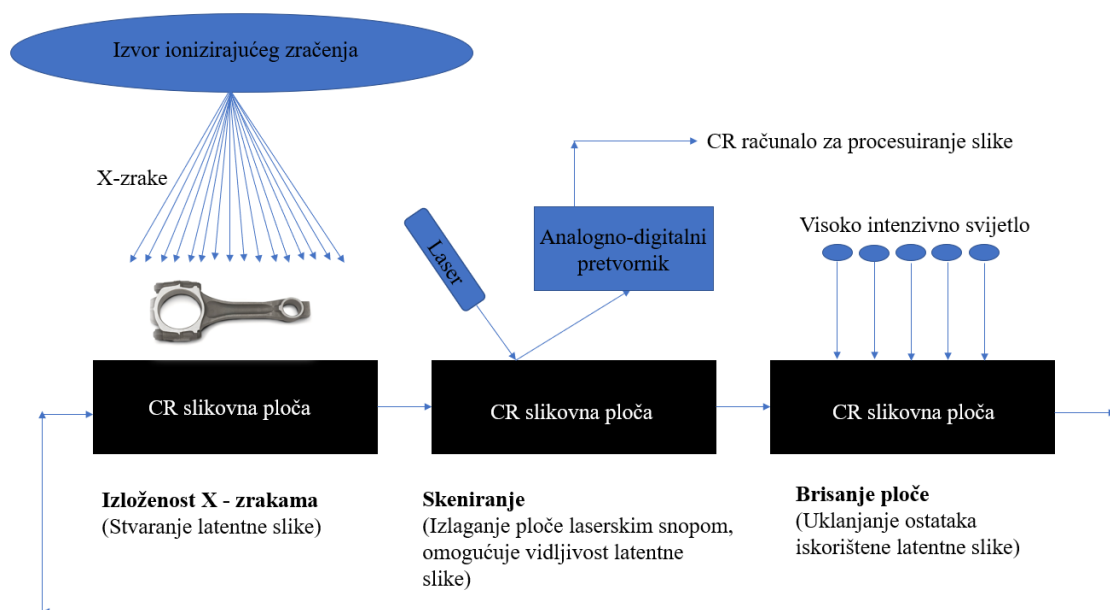 Izvor ionizirajućeg zračenja
X-zrake
CR računalo za procesuiranje slike
Laser
Analogno-digitalni
pretvornik
Visoko intenzivno svijetlo
CR slikovna ploča
CR slikovna ploča
CR slikovna ploča
Izloženost X - zrakama
(Stvaranje latentne slike)
Skeniranje
(Izlaganje ploče laserskim snopom,
omogućuje vidljivost latentne
slike)
Brisanje ploče
(Uklanjanje ostataka
iskorištene latentne slike)